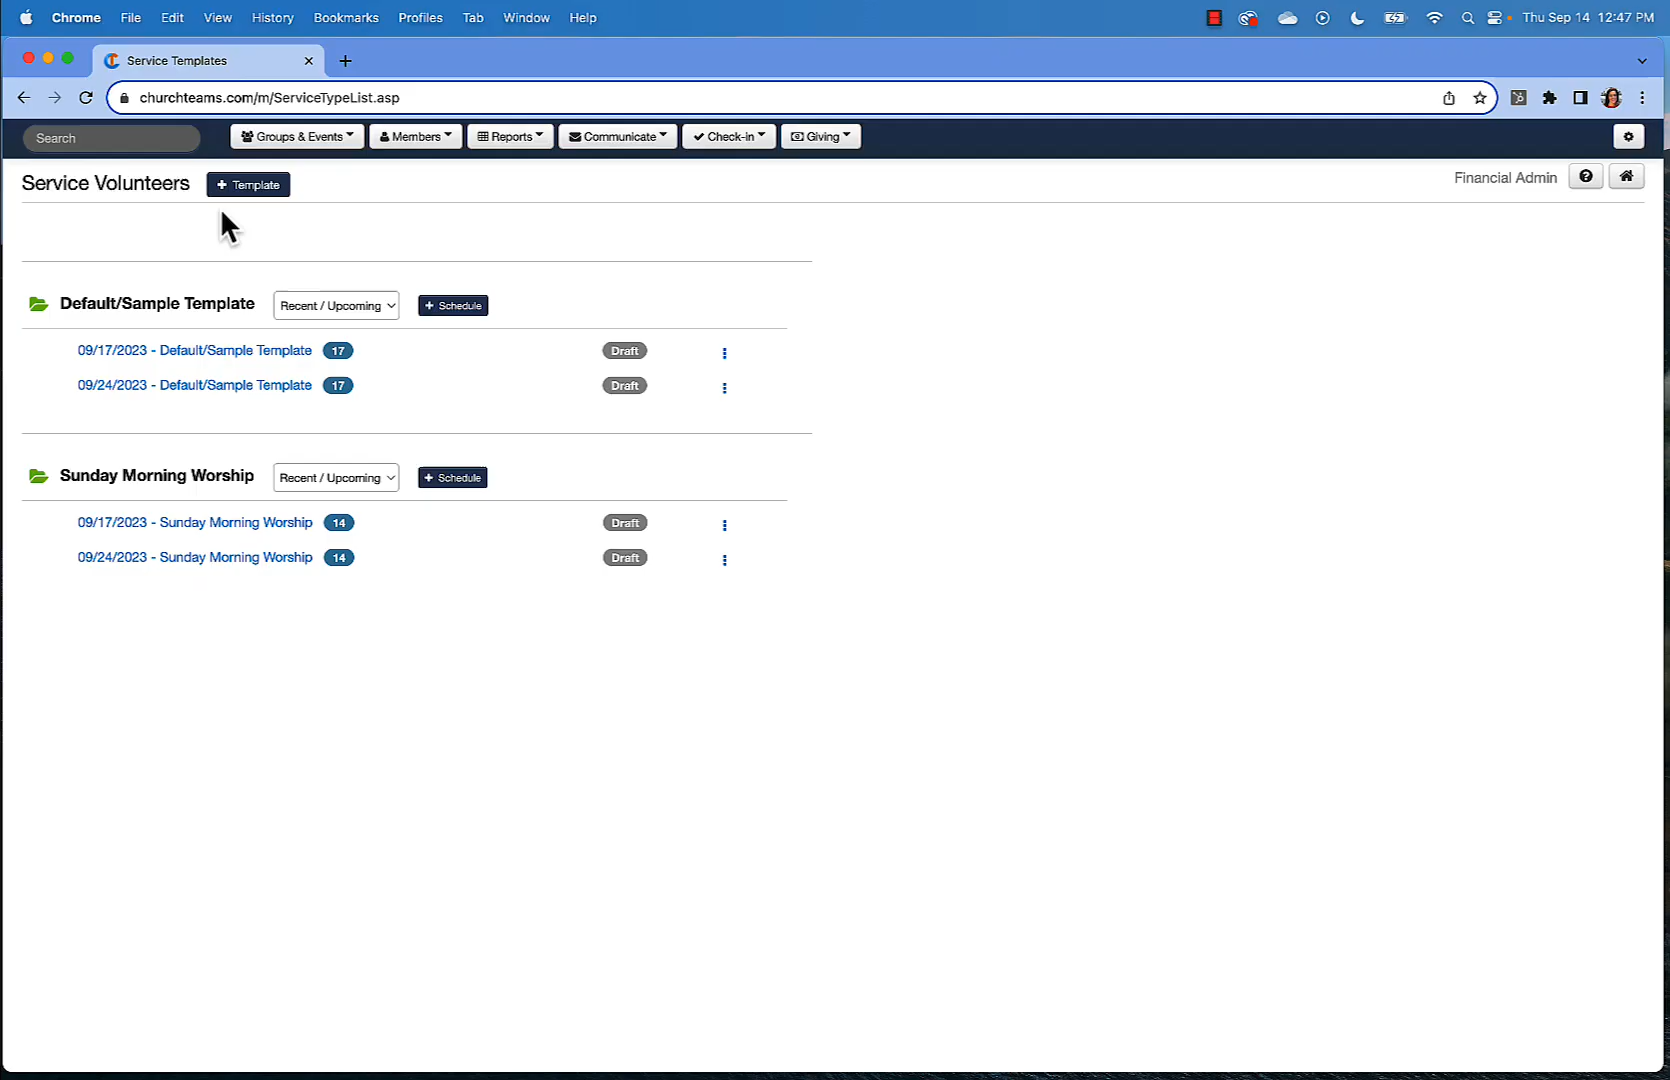 Chrome File Edit View History Bookmarks Profiles Tab Window Help Thu Sep 14 12:47 PM
Service Templates
churchteams.com/m/ServiceTypeList.asp
Search Groups & Events Members Reports Communicate Check-in Giving
Service Volunteers + Template Financial Admin
Default/Sample Template Recent / Upcoming + Schedule
09/17/2023 - Default/Sample Template 17 Draft
09/24/2023 - Default/Sample Template 17 Draft
Sunday Morning Worship Recent / Upcoming + Schedule
09/17/2023 - Sunday Morning Worship 14 Draft
09/24/2023 - Sunday Morning Worship 14 Draft